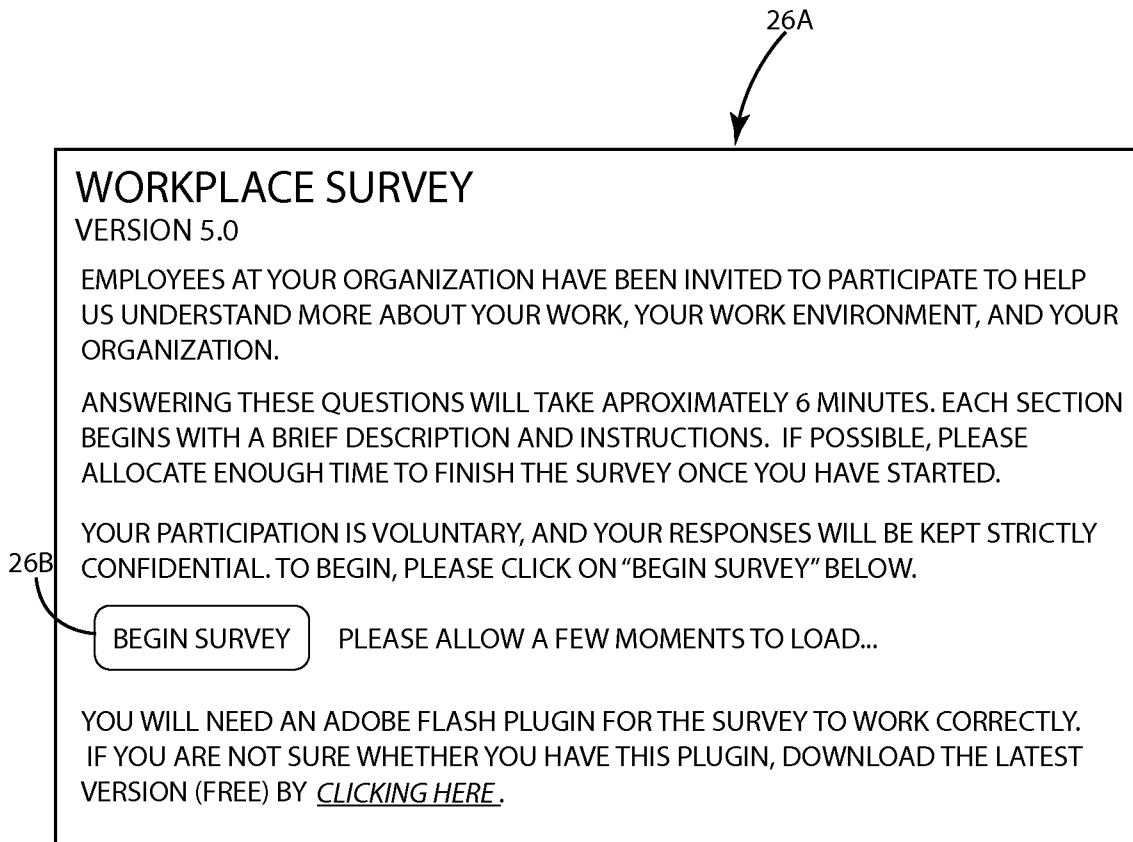 26A
WORKPLACE SURVEY
VERSION 5.0
EMPLOYEES AT YOUR ORGANIZATION HAVE BEEN INVITED TO PARTICIPATE TO HELP
US UNDERSTAND MORE ABOUT YOUR WORK, YOUR WORK ENVIRONMENT, AND YOUR
ORGANIZATION.
ANSWERING THESE QUESTIONS WILL TAKE APROXIMATELY 6 MINUTES. EACH SECTION
BEGINS WITH A BRIEF DESCRIPTION AND INSTRUCTIONS. IF POSSIBLE, PLEASE
ALLOCATE ENOUGH TIME TO FINISH THE SURVEY ONCE YOU HAVE STARTED.
YOUR PARTICIPATION IS VOLUNTARY, AND YOUR RESPONSES WILL BE KEPT STRICTLY
26B
CONFIDENTIAL. TO BEGIN, PLEASE CLICK ON "BEGIN SURVEY" BELOW.
BEGIN SURVEY PLEASE ALLOW A FEW MOMENTS TO LOAD...
YOU WILL NEED AN ADOBE FLASH PLUGIN FOR THE SURVEY TO WORK CORRECTLY.
IF YOU ARE NOT SURE WHETHER YOU HAVE THIS PLUGIN, DOWNLOAD THE LATEST
VERSION (FREE) BY CLICKING HERE.